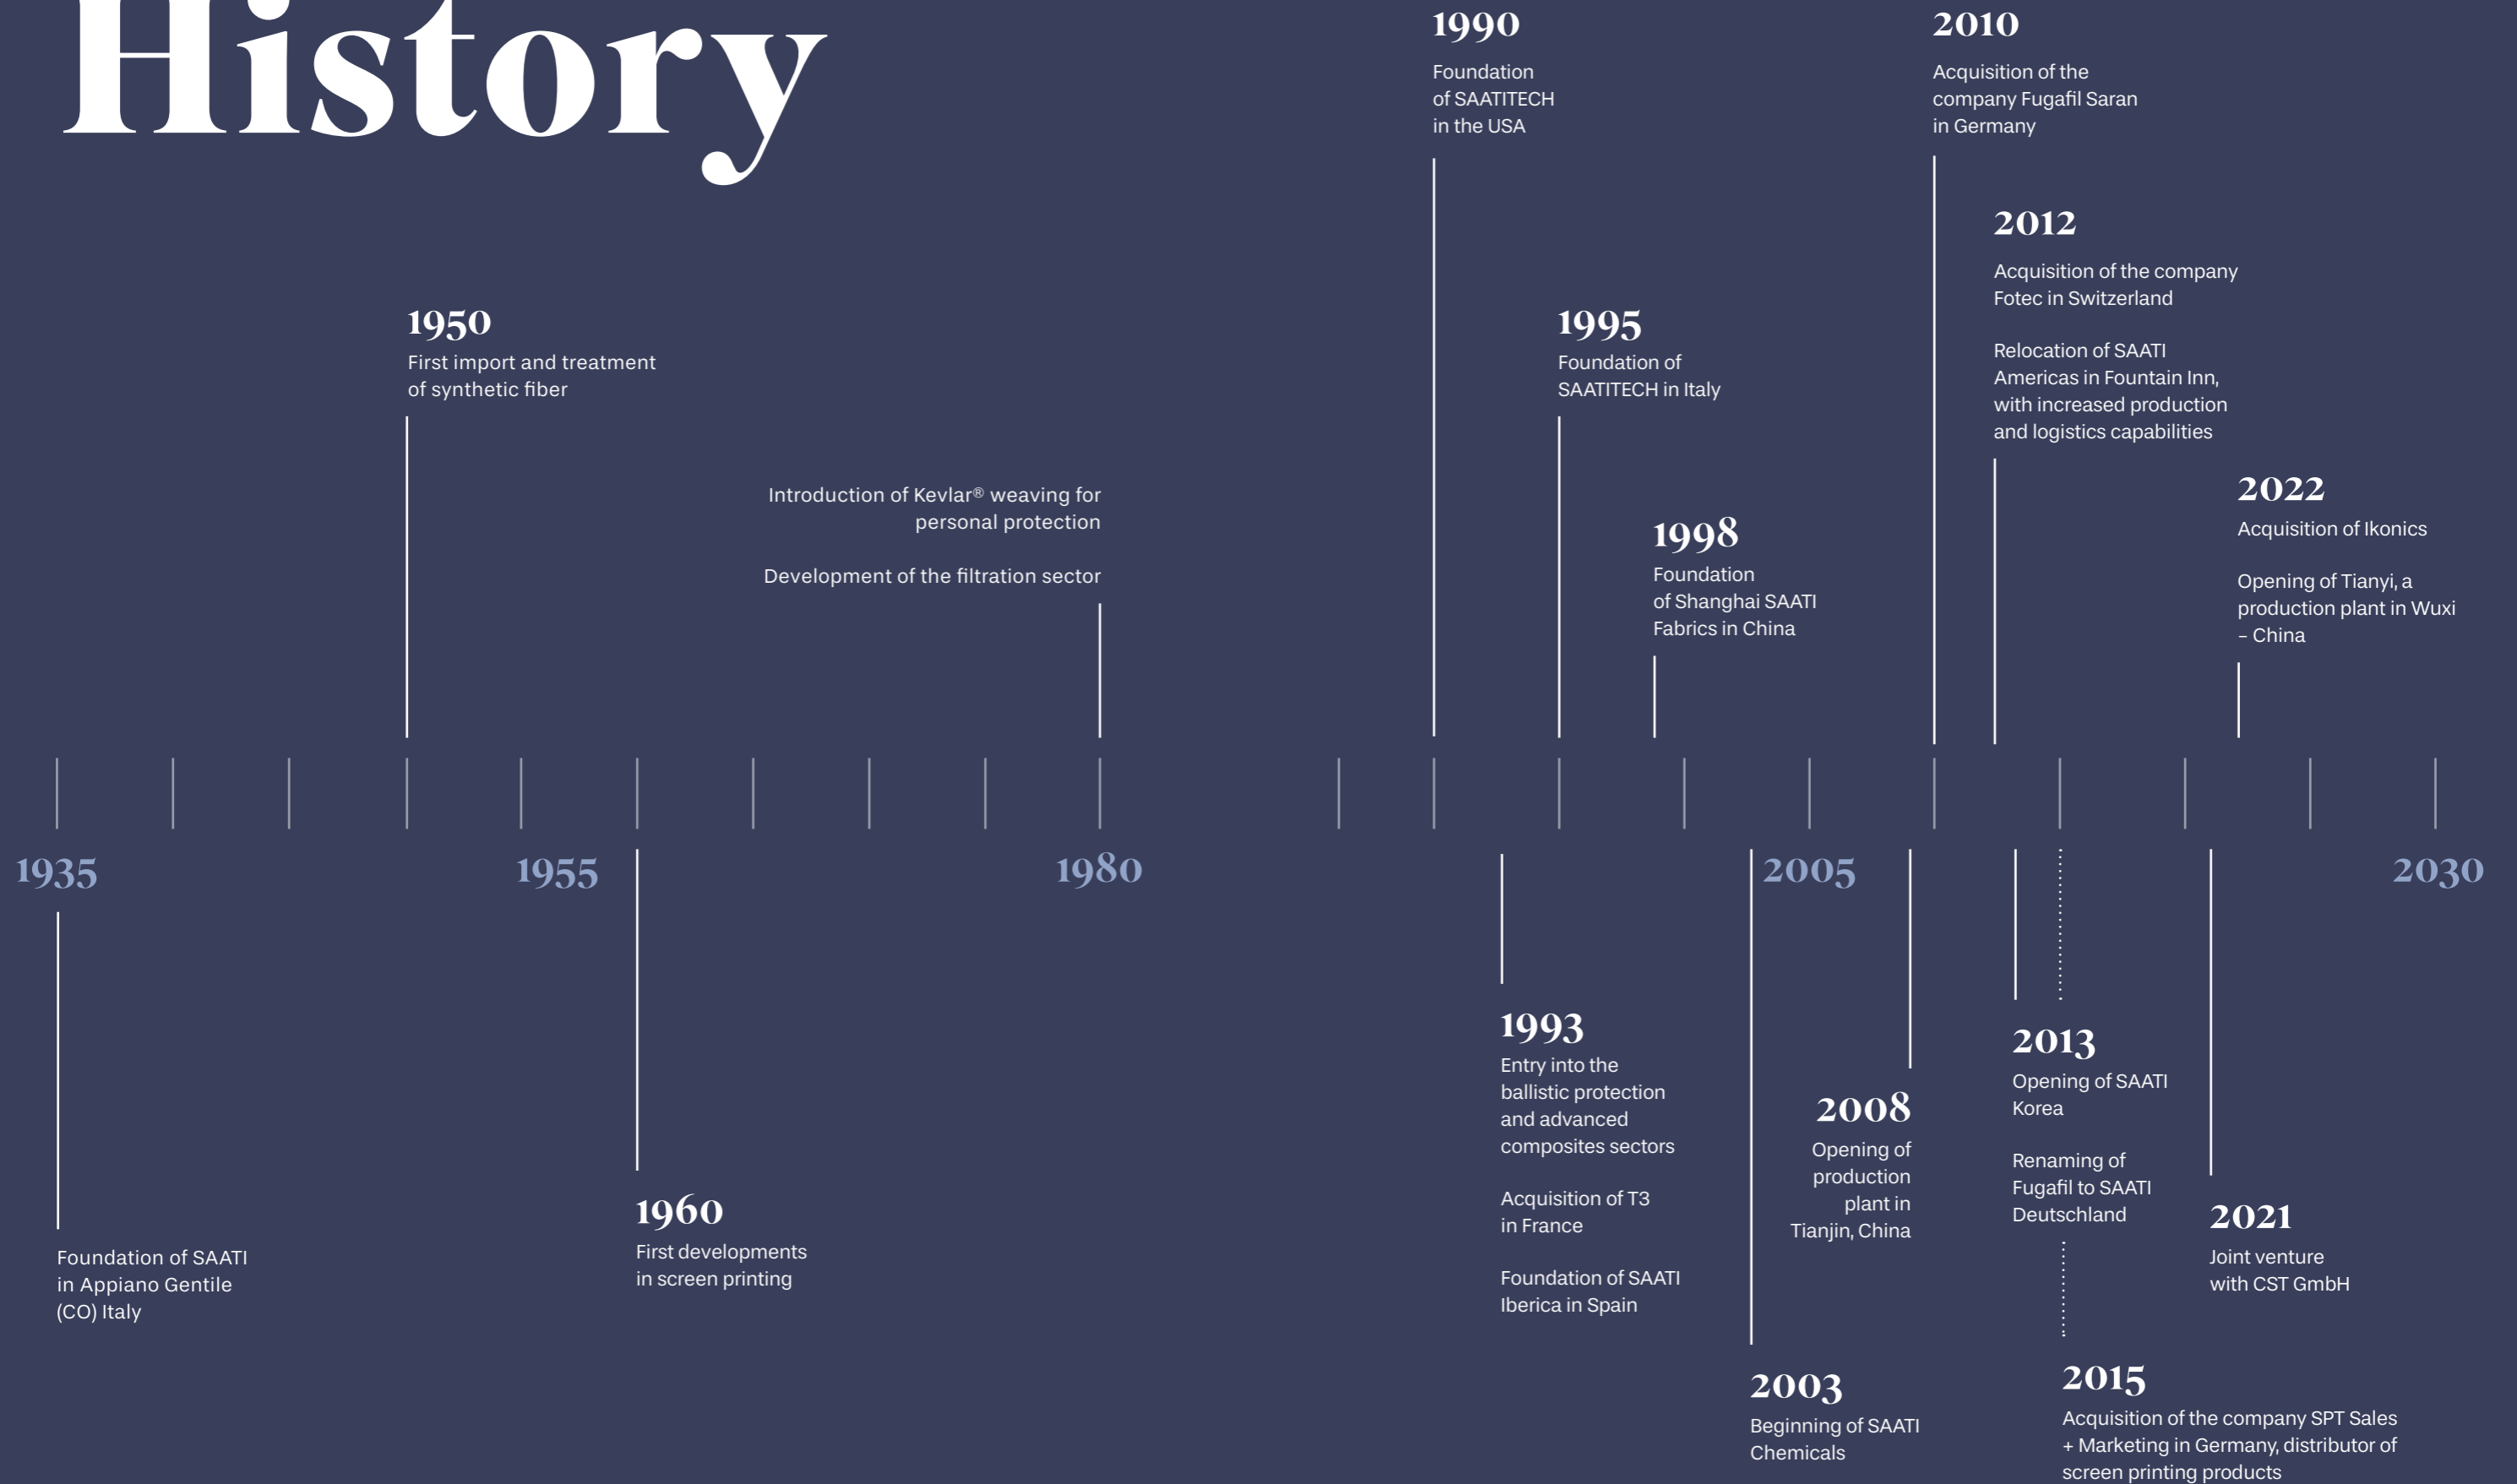 History
1950
First import and treatment
of synthetic fiber
Introduction of Kevlar® weaving for
personal protection
Development of the filtration sector
1990
Foundation
of SAATITECH
in the USA
1995
Foundation of
SAATITECH in Italy
1998
Foundation
of Shanghai SAATI
Fabrics in China
2010
Acquisition of the
company Fugafil Saran
in Germany
2012
Acquisition of the company
Fotec in Switzerland
Relocation of SAATI
Americas in Fountain Inn,
with increased production
and logistics capabilities
2022
Acquisition of Ikonics
Opening of Tianyi, a
production plant in Wuxi
– China
1935
1955
1980
2005
2030
Foundation of SAATI
in Appiano Gentile
(CO) Italy
1960
First developments
in screen printing
1993
Entry into the
ballistic protection
and advanced
composites sectors
Acquisition of T3
in France
Foundation of SAATI
Iberica in Spain
2003
Beginning of SAATI
Chemicals
2008
Opening of
production
plant in
Tianjin, China
2013
Opening of SAATI
Korea
Renaming of
Fugafil to SAATI
Deutschland
2015
Acquisition of the company SPT Sales
+ Marketing in Germany, distributor of
screen printing products
2021
Joint venture
with CST GmbH